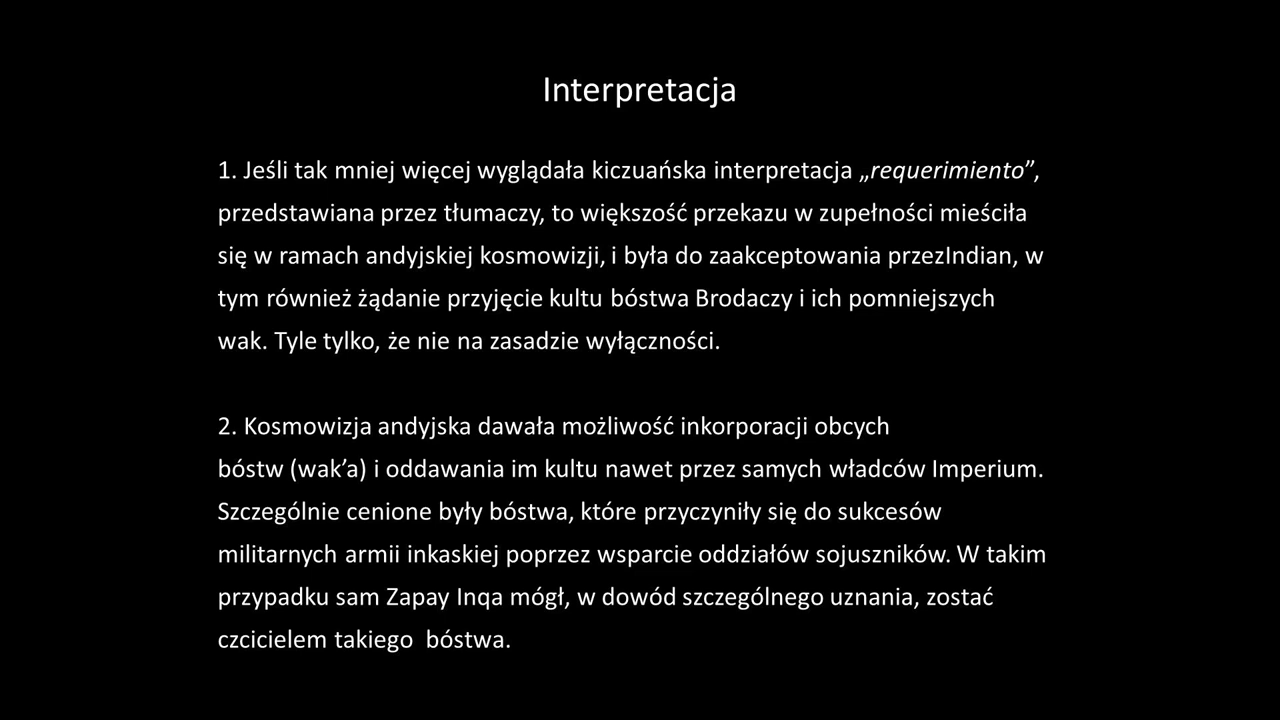 Interpretacja
1. Jeśli tak mniej więcej wyglądała kiczuańska interpretacja „requerimiento”,
przedstawiana przez tłumaczy, to większość przekazu w zupełności mieściła
się w ramach andyjskiej kosmowizji, i była do zaakceptowania przezIndian, w
tym również żądanie przyjęcie kultu bóstwa Brodaczy i ich pomniejszych
wak. Tyle tylko, że nie na zasadzie wyłączności.
2. Kosmowizja andyjska dawała możliwość inkorporacji obcych
bóstw (wak’a) i oddawania im kultu nawet przez samych władców Imperium.
Szczególnie cenione były bóstwa, które przyczyniły się do sukcesów
militarnych armii inkaskiej poprzez wsparcie oddziałów sojuszników. W takim
przypadku sam Zapay Inqa mógł, w dowód szczególnego uznania, zostać
czcicielem takiego  bóstwa.